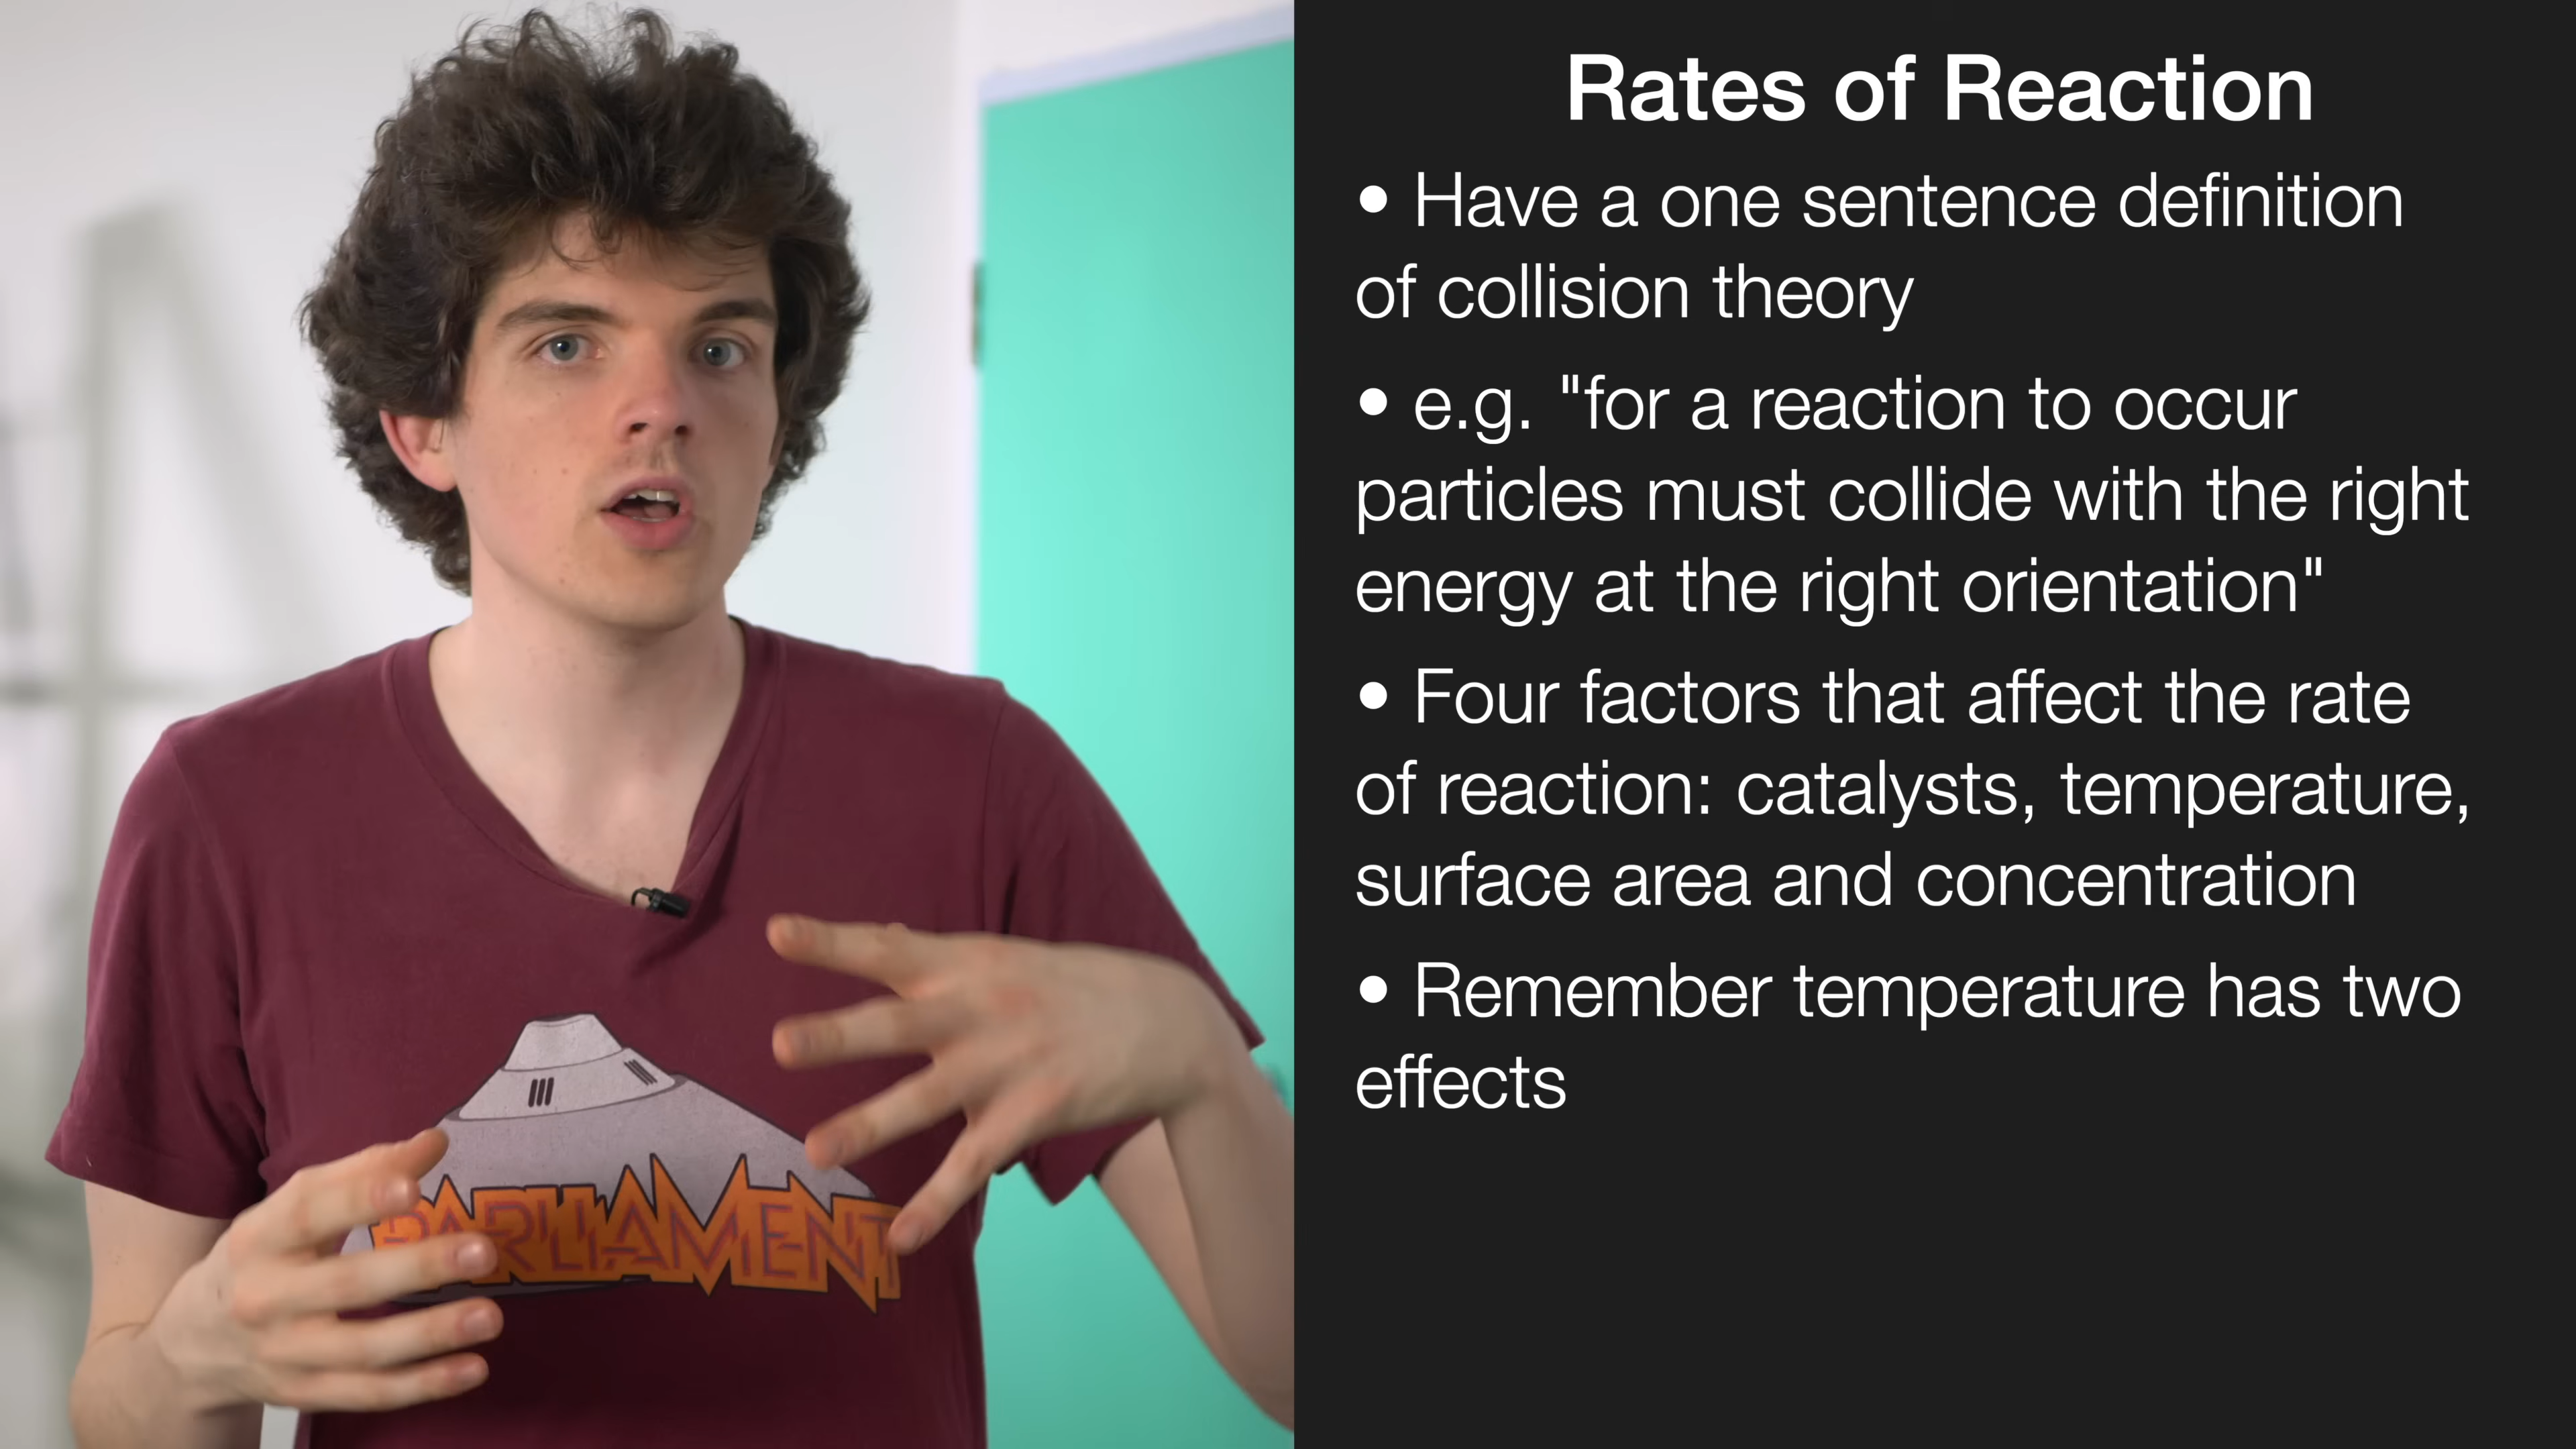 Rates of Reaction
• Have a one sentence definition
of collision theory
• e.g. "for a reaction to occur
particles must collide with the right
energy at the right orientation"
• Four factors that affect the rate
of reaction: catalysts, temperature,
surface area and concentration
• Remember temperature has two
effects
PARLIAMENT